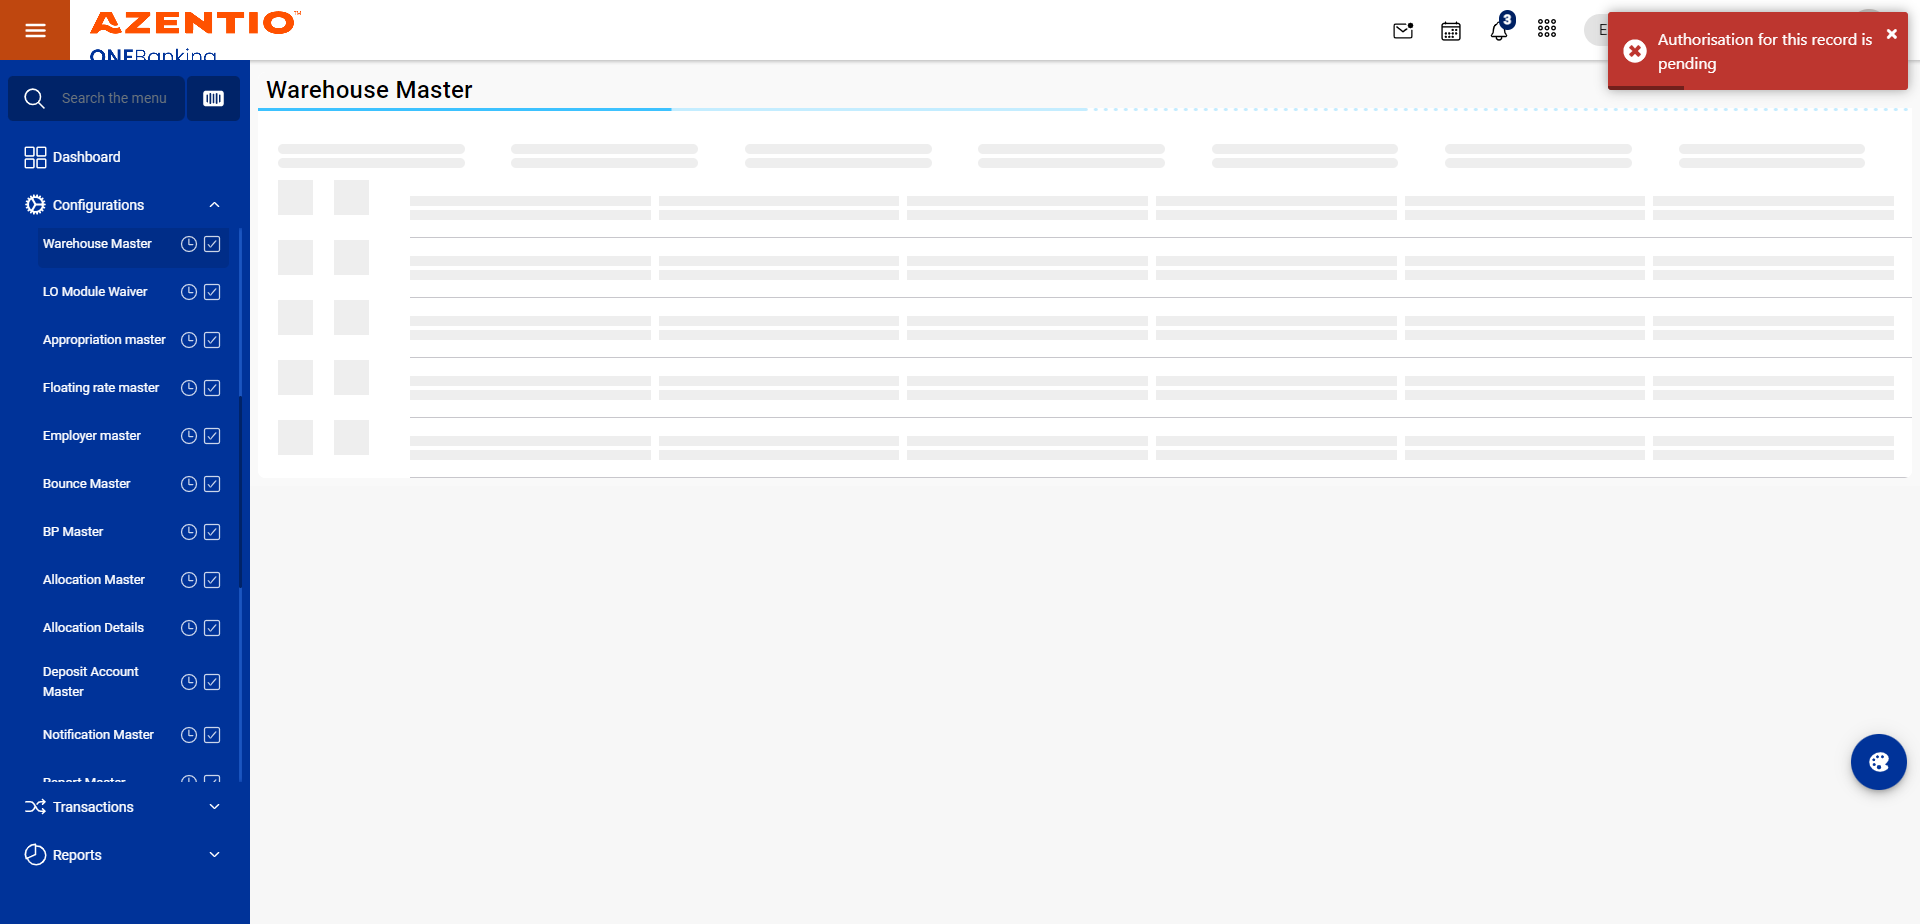 AZENTIO™
ONEBanking
3
E
Authorisation for this record is
pending
Search the menu
Warehouse Master
Dashboard
Configurations
Warehouse Master
LO Module Waiver
Appropriation master
Floating rate master
Employer master
Bounce Master
BP Master
Allocation Master
Allocation Details
Deposit Account
Master
Notification Master
Report Master
Transactions
Reports